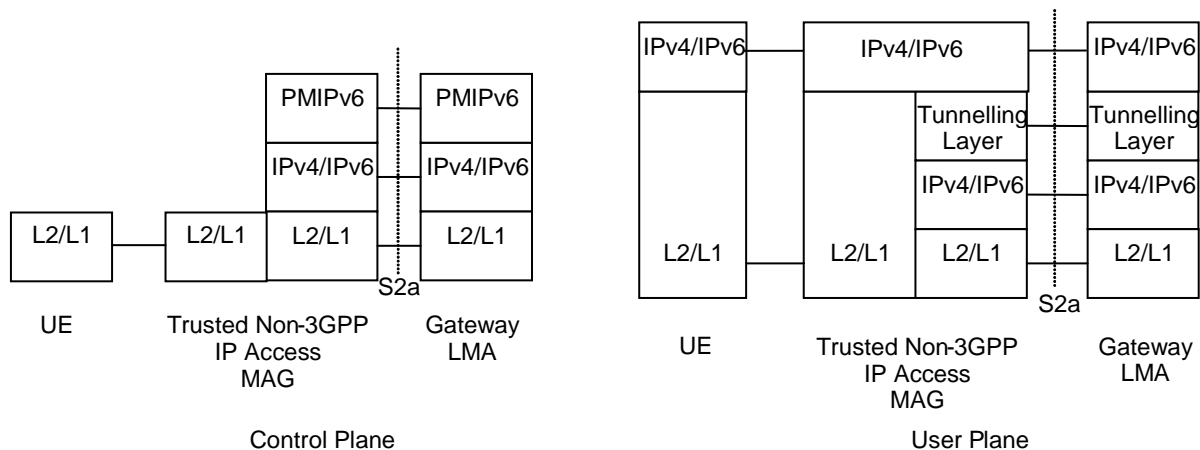 PMIPv6
PMIPv6
IPv4/IPv6
IPv4/IPv6
L2/L1
L2/L1
L2/L1
L2/L1
S2a
UE
Trusted Non-3GPP
IP Access
MAG
Gateway
LMA
Control Plane
IPv4/IPv6
IPv4/IPv6
IPv4/IPv6
Tunnelling
Layer
Tunnelling
Layer
IPv4/IPv6
IPv4/IPv6
L2/L1
L2/L1
L2/L1
L2/L1
S2a
UE
Trusted Non-3GPP
IP Access
MAG
Gateway
LMA
User Plane